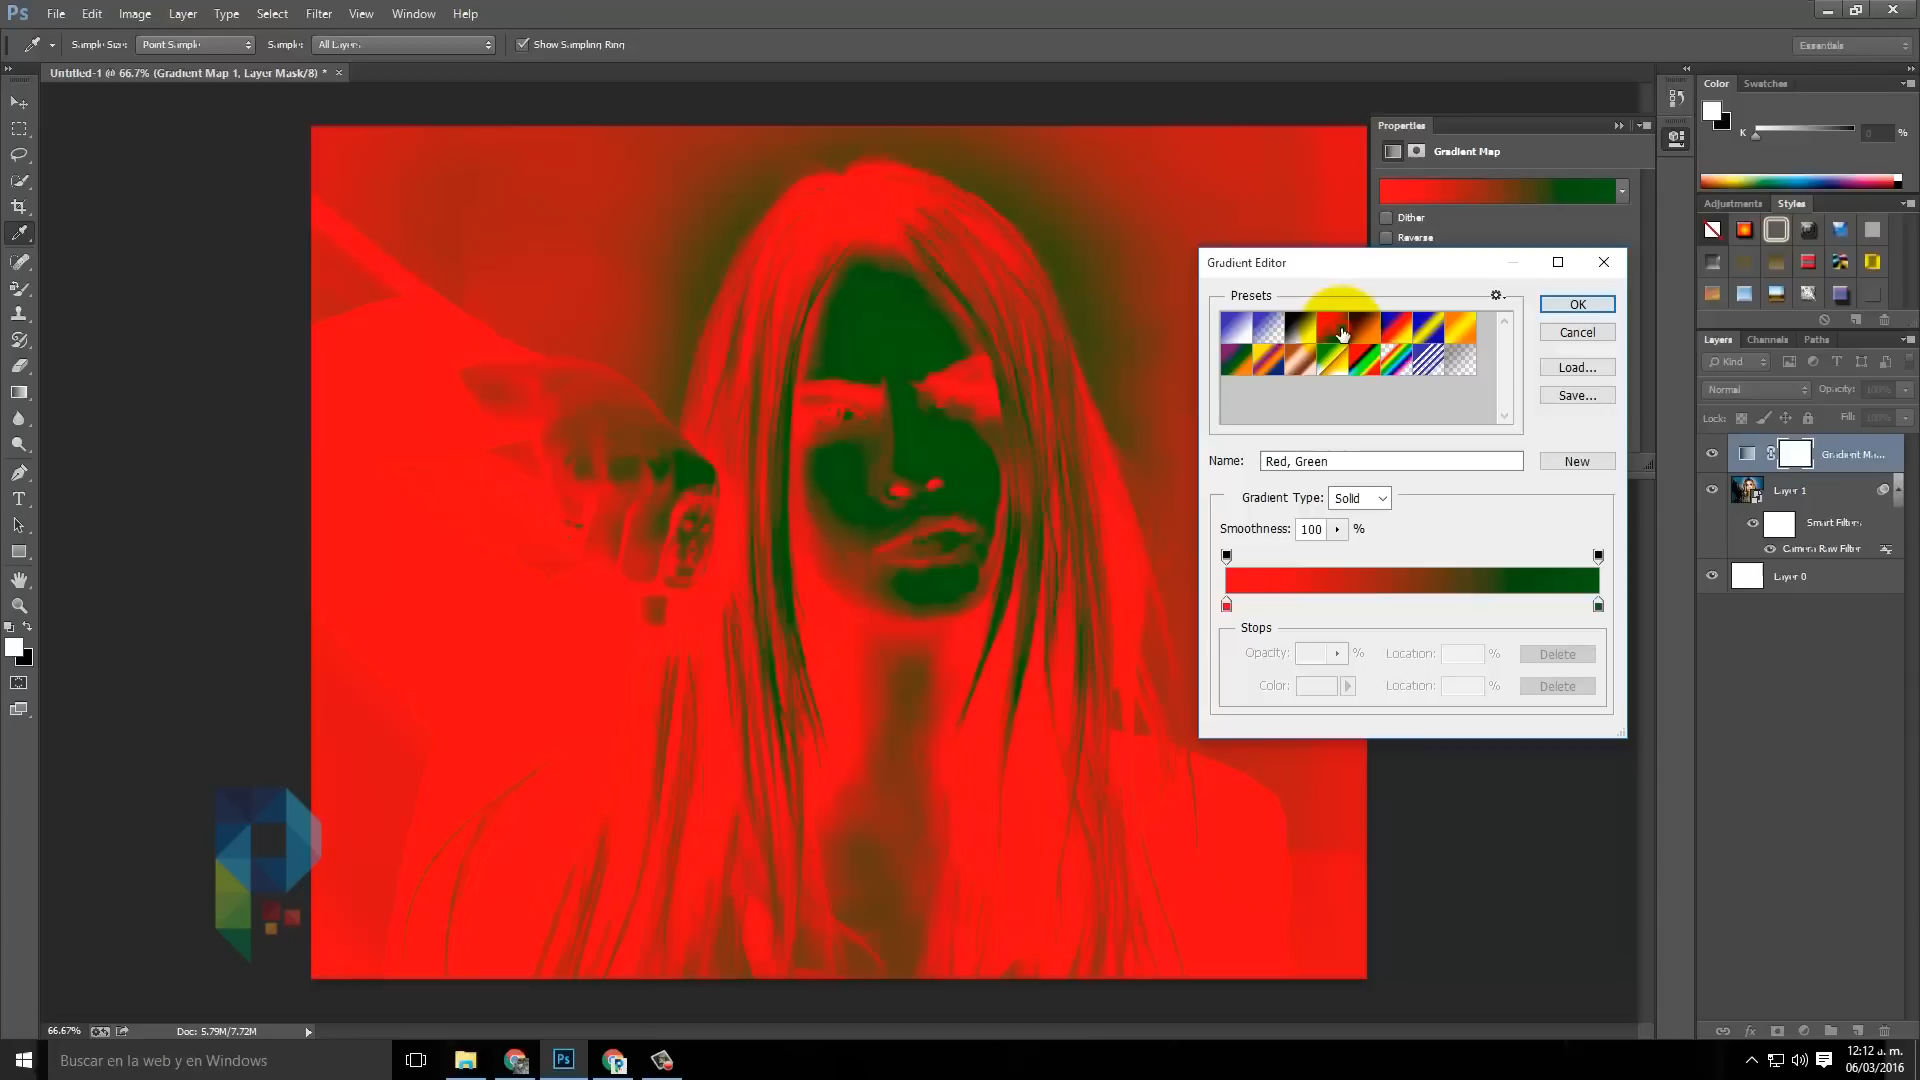 Ps File Edit Image Layer Type Select Filter View Window Help
Sample Size: Point Sample Sample: All Layers Show Sampling Ring Essentials
Untitled-1 @ 66.7% (Gradient Map 1, Layer Mask/8) * ×
Color Swatches
K 0 %
Properties
Gradient Map
Dither
Reverse
Adjustments Styles
Gradient Editor
Presets
OK
Cancel
Load...
Save...
Name: Red, Green New
Gradient Type: Solid
Smoothness: 100 %
Stops
Opacity: % Location: % Delete
Color: Location: % Delete
Layers Channels Paths
Kind
Normal Opacity: 100%
Lock: Fill: 100%
Gradient Ma...
Layer 1
Smart Filters
Camera Raw Filter
Layer 0
66.67% Doc: 5.79M/7.72M
Buscar en la web y en Windows
Ps
12:12 a. m.
06/03/2016